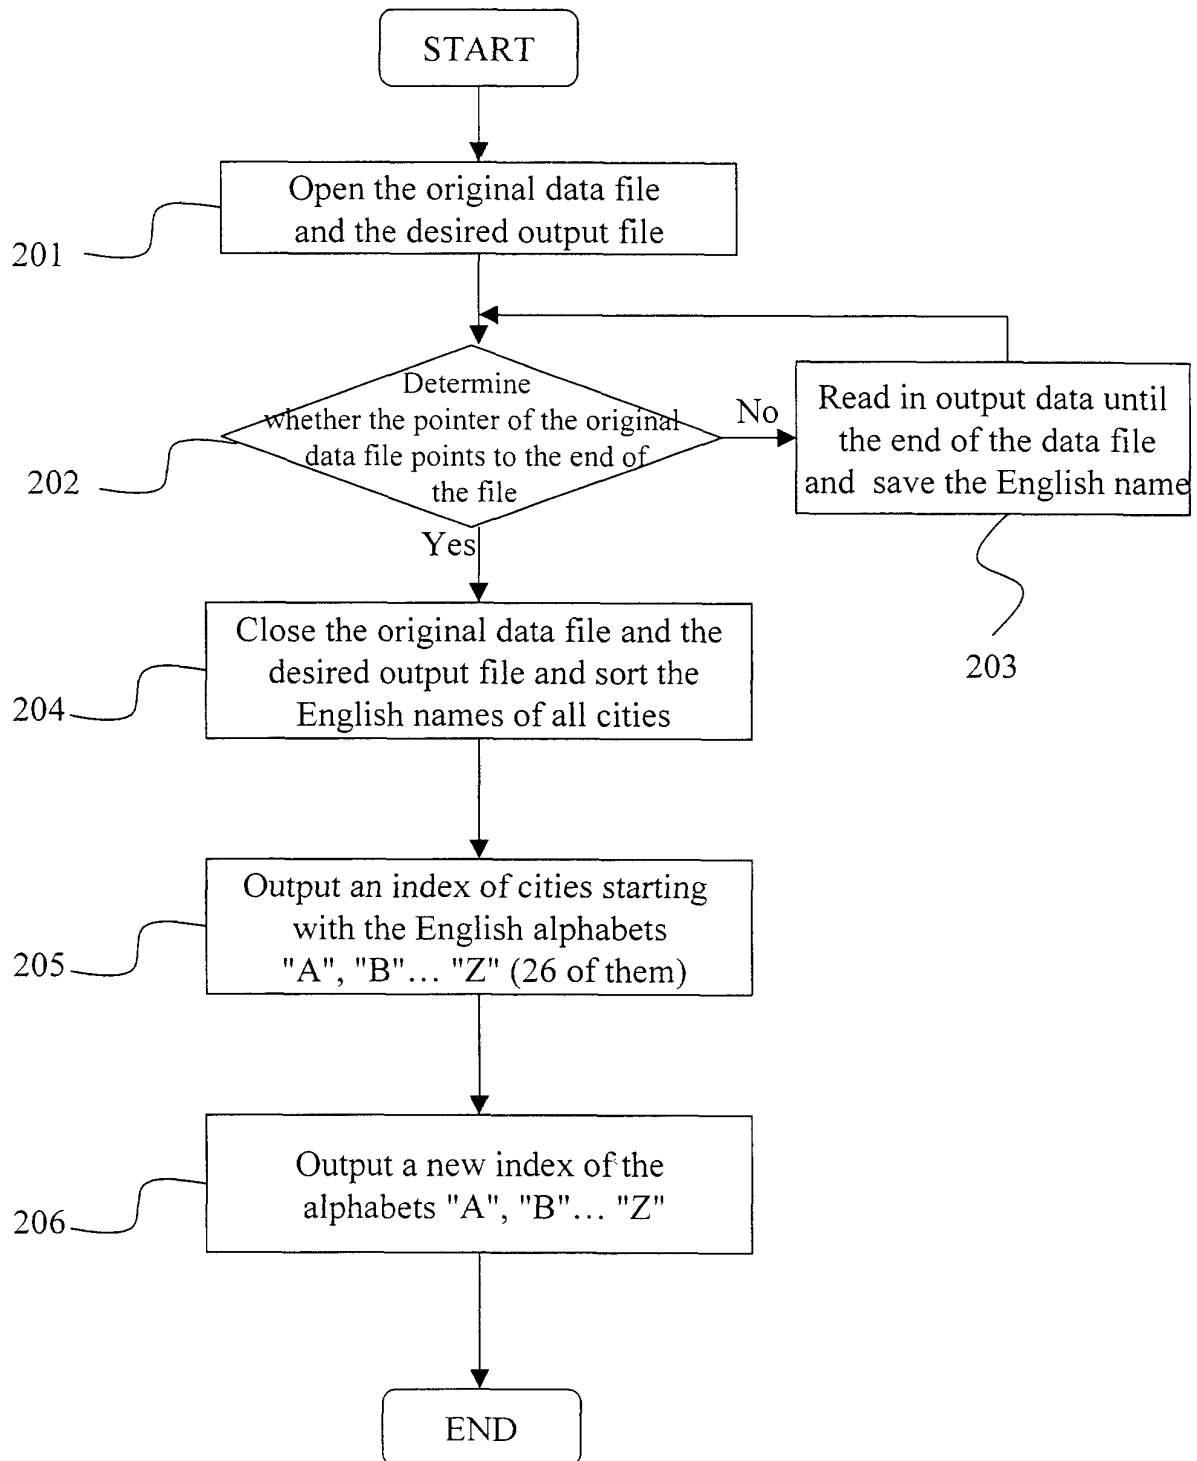 START
Open the original data file
and the desired output file
201
Determine
whether the pointer of the original
data file points to the end of
the file
202
No
Read in output data until
the end of the data file
and save the English name
203
Yes
Close the original data file and the
desired output file and sort the
English names of all cities
204
Output an index of cities starting
with the English alphabets
"A", "B"... "Z" (26 of them)
205
Output a new index of the
alphabets "A", "B"... "Z"
206
END